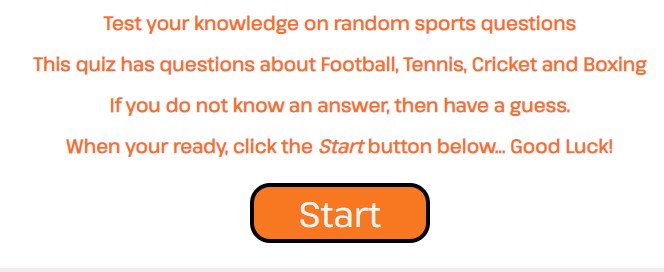 Test your knowledge on random sports questions
This quiz has questions about Football, Tennis, Cricket and Boxing
If you do not know an answer, then have a guess.
When your ready, click the Start button below... Good Luck!
Start